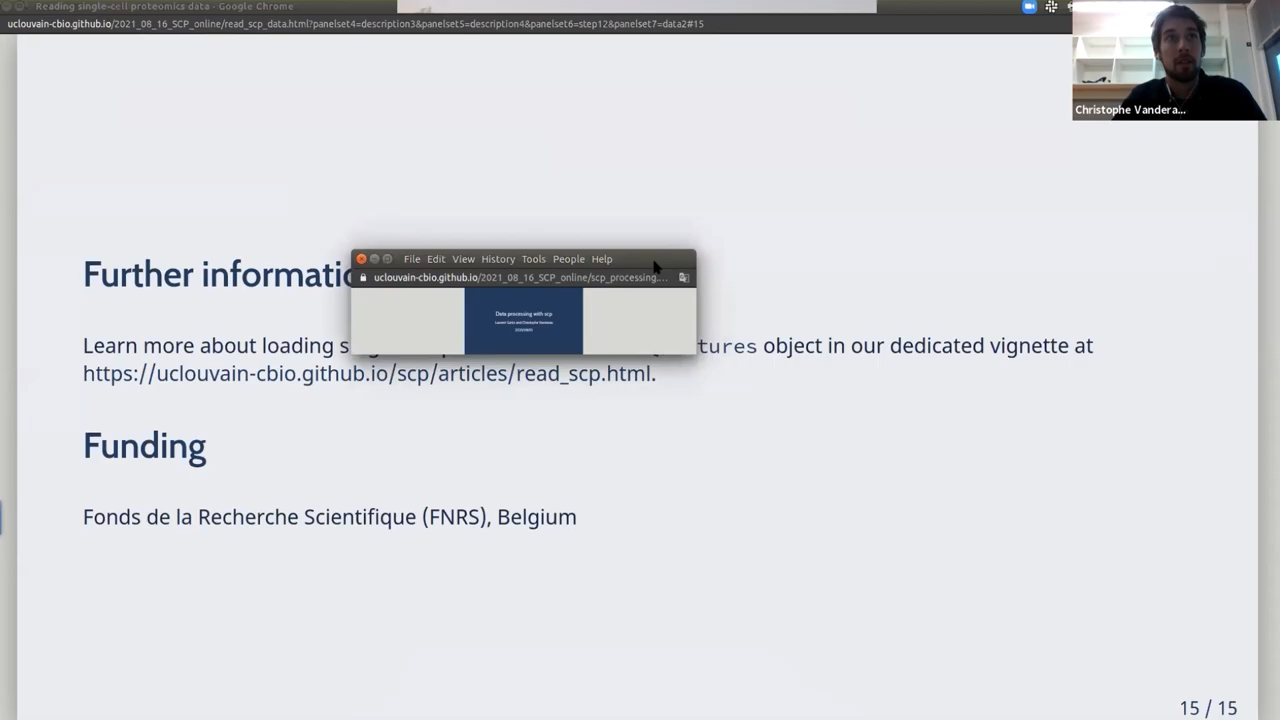 Reading single-cell proteomics data - Google Chrome
uclouvain-cbio.github.io/2021_08_16_SCP_online/read_scp_data.html?panelset4=description3&panelset5=description4&panelset6=step12&panelset7=data2#15
Christophe Vandera...
File Edit View History Tools People Help
uclouvain-cbio.github.io/2021_08_16_SCP_online/scp_processing....
Data processing with scp
Further informatio
Learn more about loading s tures object in our dedicated vignette at
https://uclouvain-cbio.github.io/scp/articles/read_scp.html.
Funding
Fonds de la Recherche Scientifique (FNRS), Belgium
15 / 15